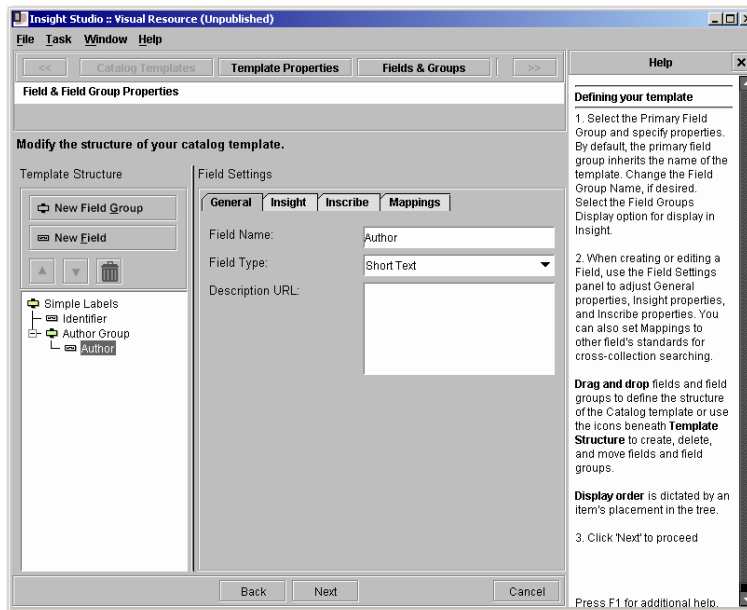 Insight Studio :: Visual Resource (Unpublished)
File Task Window Help
<< Catalog Templates Template Properties Fields & Groups >>
Field & Field Group Properties
Modify the structure of your catalog template.
Template Structure
New Field Group
New Field
Simple Labels
Identifier
Author Group
Author
Field Settings
General Insight Inscribe Mappings
Field Name: Author
Field Type: Short Text
Description URL:
Back Next Cancel
Help
Defining your template
1. Select the Primary Field
Group and specify properties.
By default, the primary field
group inherits the name of the
template. Change the Field
Group Name, if desired.
Select the Field Groups
Display option for display in
Insight.
2. When creating or editing a
Field, use the Field Settings
panel to adjust General
properties, Insight properties,
and Inscribe properties. You
can also set Mappings to
other field's standards for
cross-collection searching.
Drag and drop fields and field
groups to define the structure
of the Catalog template or use
the icons beneath Template
Structure to create, delete,
and move fields and field
groups.
Display order is dictated by an
item's placement in the tree.
3. Click 'Next' to proceed
Press F1 for additional help.